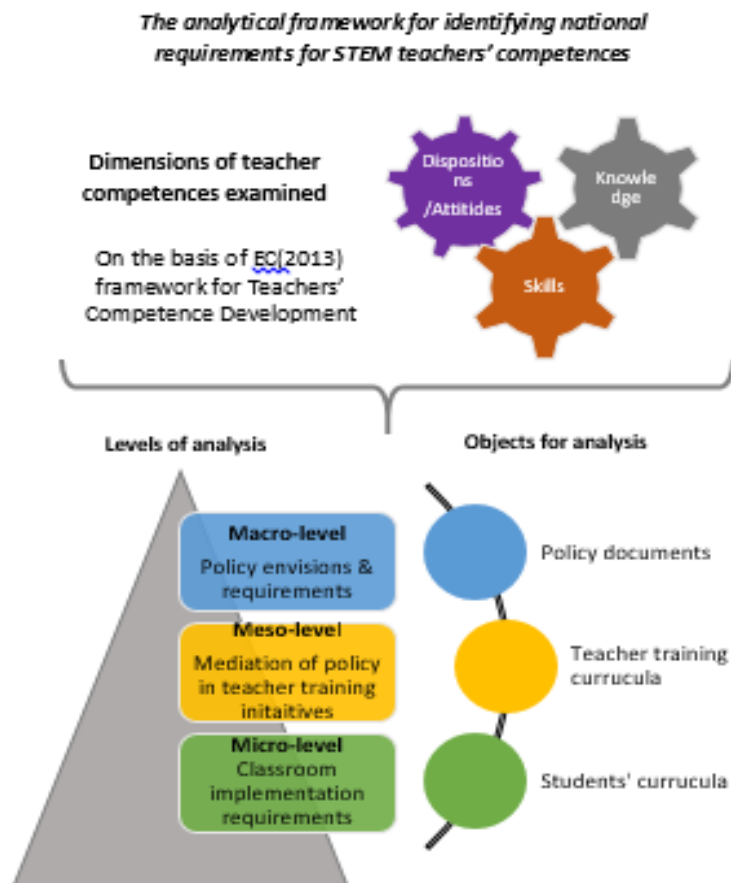 The analytical framework for identifying national
requirements for STEM teachers' competences
Dimensions of teacher
competences examined
On the basis of EC(2013)
framework for Teachers'
Competence Development
Dispositio
ns
/Attitides
Knowle
dge
Skills
Levels of analysis
Objects for analysis
Macro-level
Policy envisions &
requirements
Meso-level
Mediation of policy
in teacher training
initaitives
Micro-level
Classroom
implementation
requirements
Policy documents
Teacher training
currucula
Students' currucula